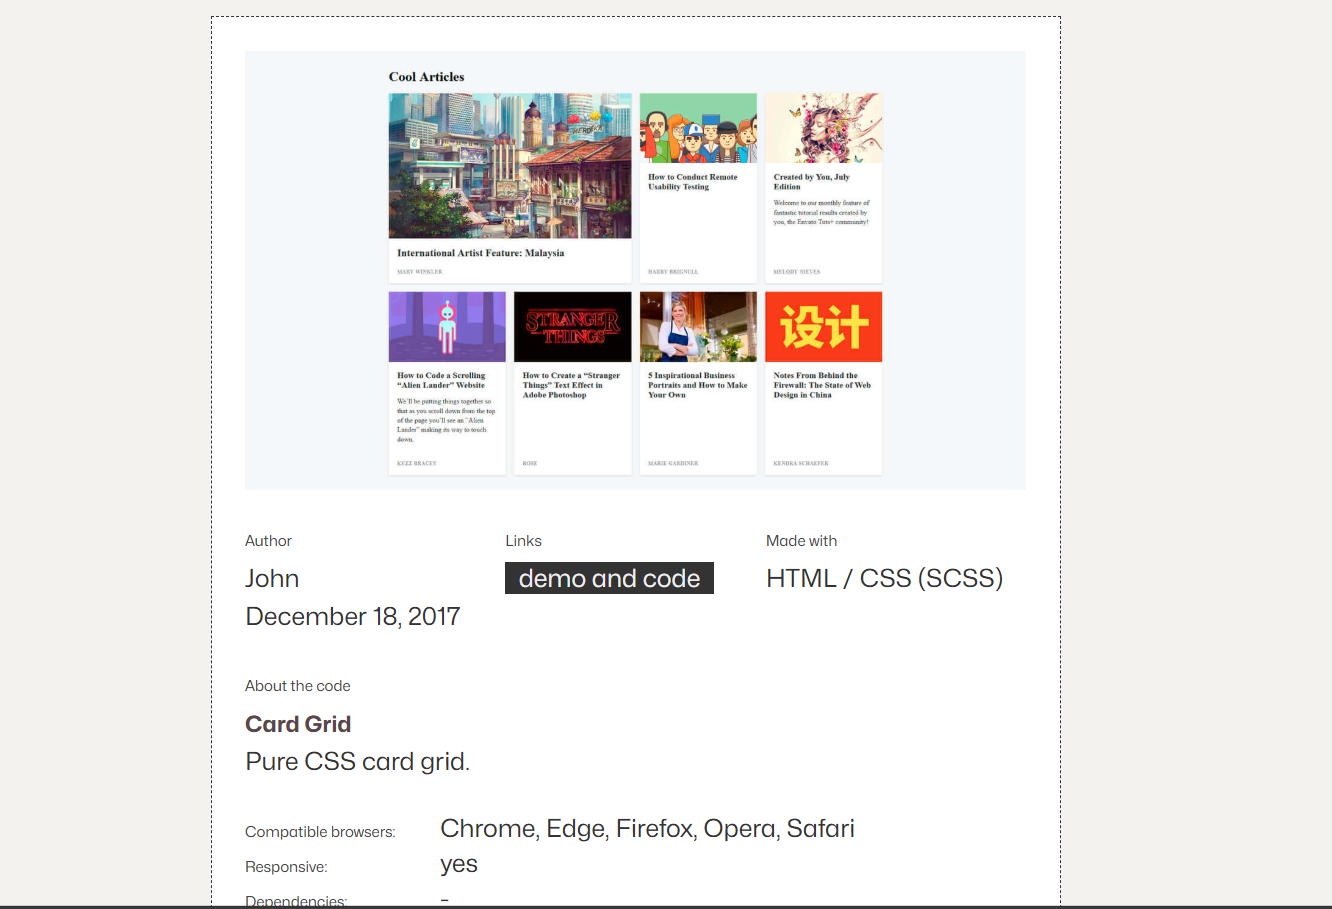 Cool Articles
MERDEKA
International Artist Feature: Malaysia
MARY WINKLER
How to Conduct Remote
Usability Testing
HARRY BRIGNULL
Created by You, July
Edition
Welcome to our monthly feature of
fantastic tutorial results created by
you, the Envato Tuts+ community!
MELODY NIEVES
How to Code a Scrolling
“Alien Lander” Website
We’ll be putting things together so
that as you scroll down from the top
of the page you’ll see an “Alien
Lander” making its way to touch
down.
KEZZ BRACEY
STRANGER
THINGS
How to Create a “Stranger
Things” Text Effect in
Adobe Photoshop
ROSE
5 Inspirational Business
Portraits and How to Make
Your Own
MARIE GARDINER
设计
Notes From Behind the
Firewall: The State of Web
Design in China
KENDRA SCHAEFER
Author
John
December 18, 2017
Links
demo and code
Made with
HTML / CSS (SCSS)
About the code
Card Grid
Pure CSS card grid.
Compatible browsers: Chrome, Edge, Firefox, Opera, Safari
Responsive: yes
Dependencies: -